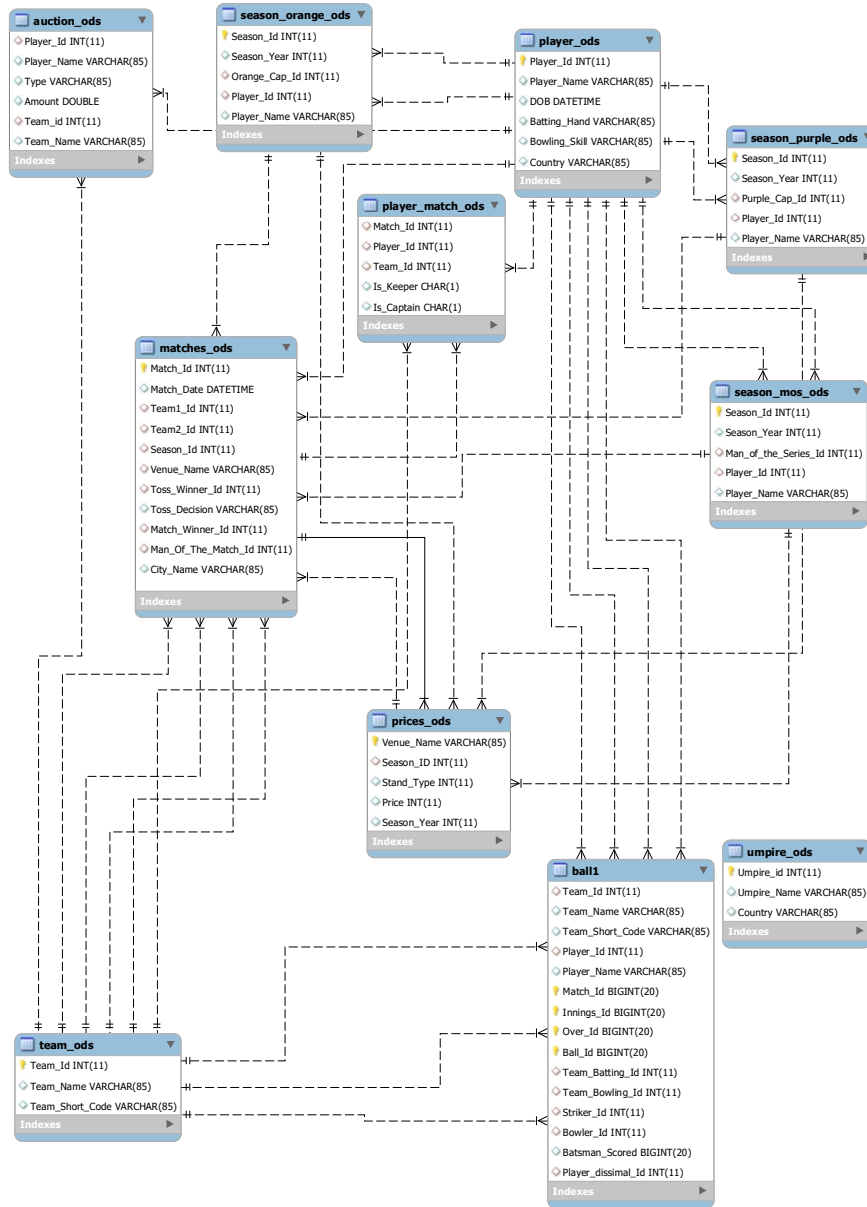 auction_ods
Player_Id INT(11)
Player_Name VARCHAR(85)
Type VARCHAR(85)
Amount DOUBLE
Team_id INT(11)
Team_Name VARCHAR(85)
Indexes
season_orange_ods
Season_Id INT(11)
Season_Year INT(11)
Orange_Cap_Id INT(11)
Player_Id INT(11)
Player_Name VARCHAR(85)
Indexes
player_ods
Player_Id INT(11)
Player_Name VARCHAR(85)
DOB DATETIME
Batting_Hand VARCHAR(85)
Bowling_Skill VARCHAR(85)
Country VARCHAR(85)
Indexes
season_purple_ods
Season_Id INT(11)
Season_Year INT(11)
Purple_Cap_Id INT(11)
Player_Id INT(11)
Player_Name VARCHAR(85)
Indexes
player_match_ods
Match_Id INT(11)
Player_Id INT(11)
Team_Id INT(11)
Is_Keeper CHAR(1)
Is_Captain CHAR(1)
Indexes
matches_ods
Match_Id INT(11)
Match_Date DATETIME
Team1_Id INT(11)
Team2_Id INT(11)
Season_Id INT(11)
Venue_Name VARCHAR(85)
Toss_Winner_Id INT(11)
Toss_Decision VARCHAR(85)
Match_Winner_Id INT(11)
Man_Of_The_Match_Id INT(11)
City_Name VARCHAR(85)
Indexes
season_mos_ods
Season_Id INT(11)
Season_Year INT(11)
Man_of_the_Series_Id INT(11)
Player_Id INT(11)
Player_Name VARCHAR(85)
Indexes
prices_ods
Venue_Name VARCHAR(85)
Season_ID INT(11)
Stand_Type INT(11)
Price INT(11)
Season_Year INT(11)
Indexes
umpire_ods
Umpire_id INT(11)
Umpire_Name VARCHAR(85)
Country VARCHAR(85)
Indexes
ball1
Team_Id INT(11)
Team_Name VARCHAR(85)
Team_Short_Code VARCHAR(85)
Player_Id INT(11)
Player_Name VARCHAR(85)
Match_Id BIGINT(20)
Innings_Id BIGINT(20)
Over_Id BIGINT(20)
Ball_Id BIGINT(20)
Team_Batting_Id INT(11)
Team_Bowling_Id INT(11)
Striker_Id INT(11)
Bowler_Id INT(11)
Batsman_Scored BIGINT(20)
Player_dissimal_Id INT(11)
Indexes
team_ods
Team_Id INT(11)
Team_Name VARCHAR(85)
Team_Short_Code VARCHAR(85)
Indexes